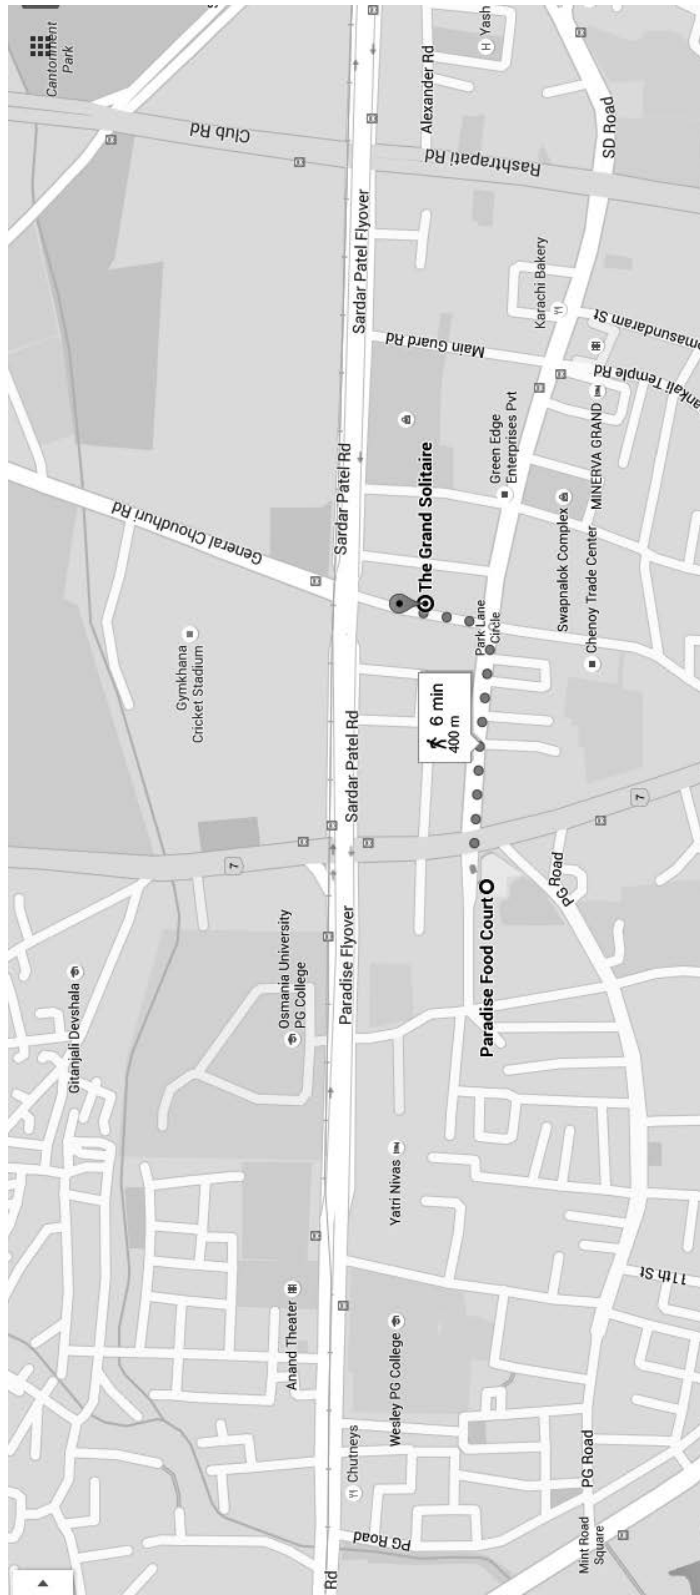 Cantonment
Park
Gitanjali Devshala
Gymkhana
Cricket Stadium
General Choudhuri Rd
Club Rd
7
Anand Theater
Osmania University
PG College
Rd
Paradise Flyover
Sardar Patel Rd
Sardar Patel Rd
Sardar Patel Flyover
Chutneys
PG Road
Wesley PG College
Yatri Nivas
6 min
400 m
The Grand Solitaire
Alexander Rd
Rashtrapati Rd
Main Guard Rd
Paradise Food Court
Park Lane
Circle
Green Edge
Enterprises Pvt
Karachi Bakery
H Yash
SD Road
PG Road
7
Swapnalok Complex
Chenoy Trade Center
MINERVA GRAND
PG Road
Mint Road
Square
11th St